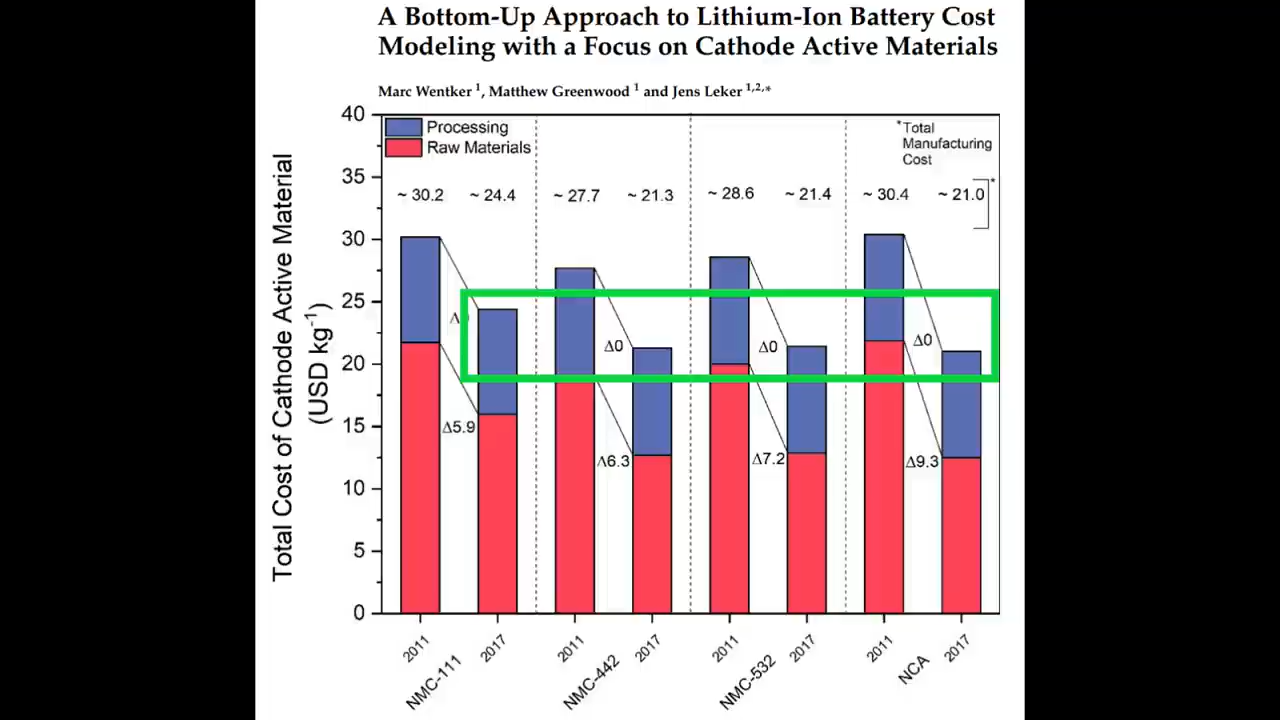 A Bottom-Up Approach to Lithium-Ion Battery Cost
Modeling with a Focus on Cathode Active Materials
Marc Wentker 1, Matthew Greenwood 1 and Jens Leker 1,2,*
Total Cost of Cathode Active Material
(USD kg-1)
40
35
30
25
20
15
10
5
0
Processing
Raw Materials
*Total
Manufacturing
Cost
~ 30.2
~ 24.4
~ 27.7
~ 21.3
~ 28.6
~ 21.4
~ 30.4
~ 21.0
*
Δ0
Δ0
Δ0
Δ5.9
Δ6.3
Δ7.2
Δ9.3
2011
2017
2011
2017
2011
2017
2011
2017
NMC-111
NMC-442
NMC-532
NCA